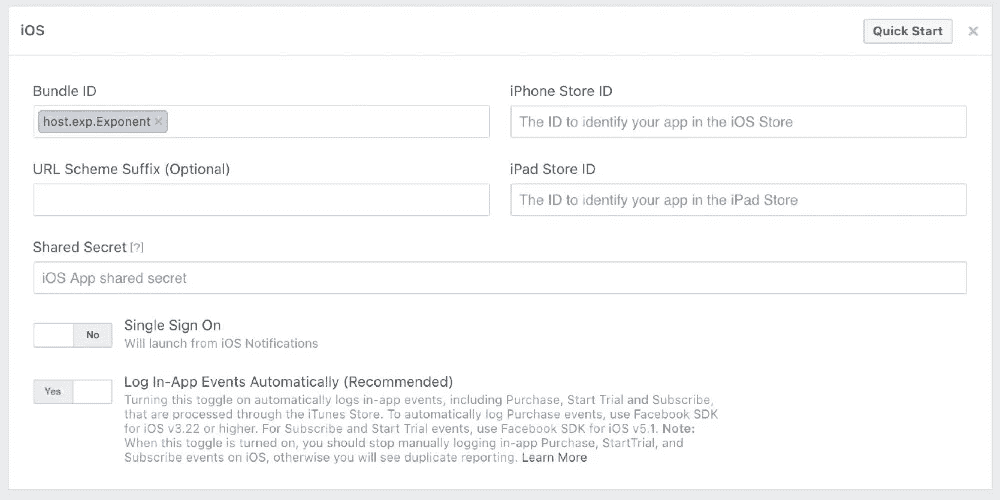 iOS
Quick Start ×
Bundle ID
host.exp.Exponent ×
iPhone Store ID
The ID to identify your app in the iOS Store
URL Scheme Suffix (Optional)
iPad Store ID
The ID to identify your app in the iPad Store
Shared Secret [?]
iOS App shared secret
No
Single Sign On
Will launch from iOS Notifications
Yes
Log In-App Events Automatically (Recommended)
Turning this toggle on automatically logs in-app events, including Purchase, Start Trial and Subscribe,
that are processed through the iTunes Store. To automatically log Purchase events, use Facebook SDK
for iOS v3.22 or higher. For Subscribe and Start Trial events, use Facebook SDK for iOS v5.1. Note:
When this toggle is turned on, you should stop manually logging in-app Purchase, StartTrial, and
Subscribe events on iOS, otherwise you will see duplicate reporting. Learn More